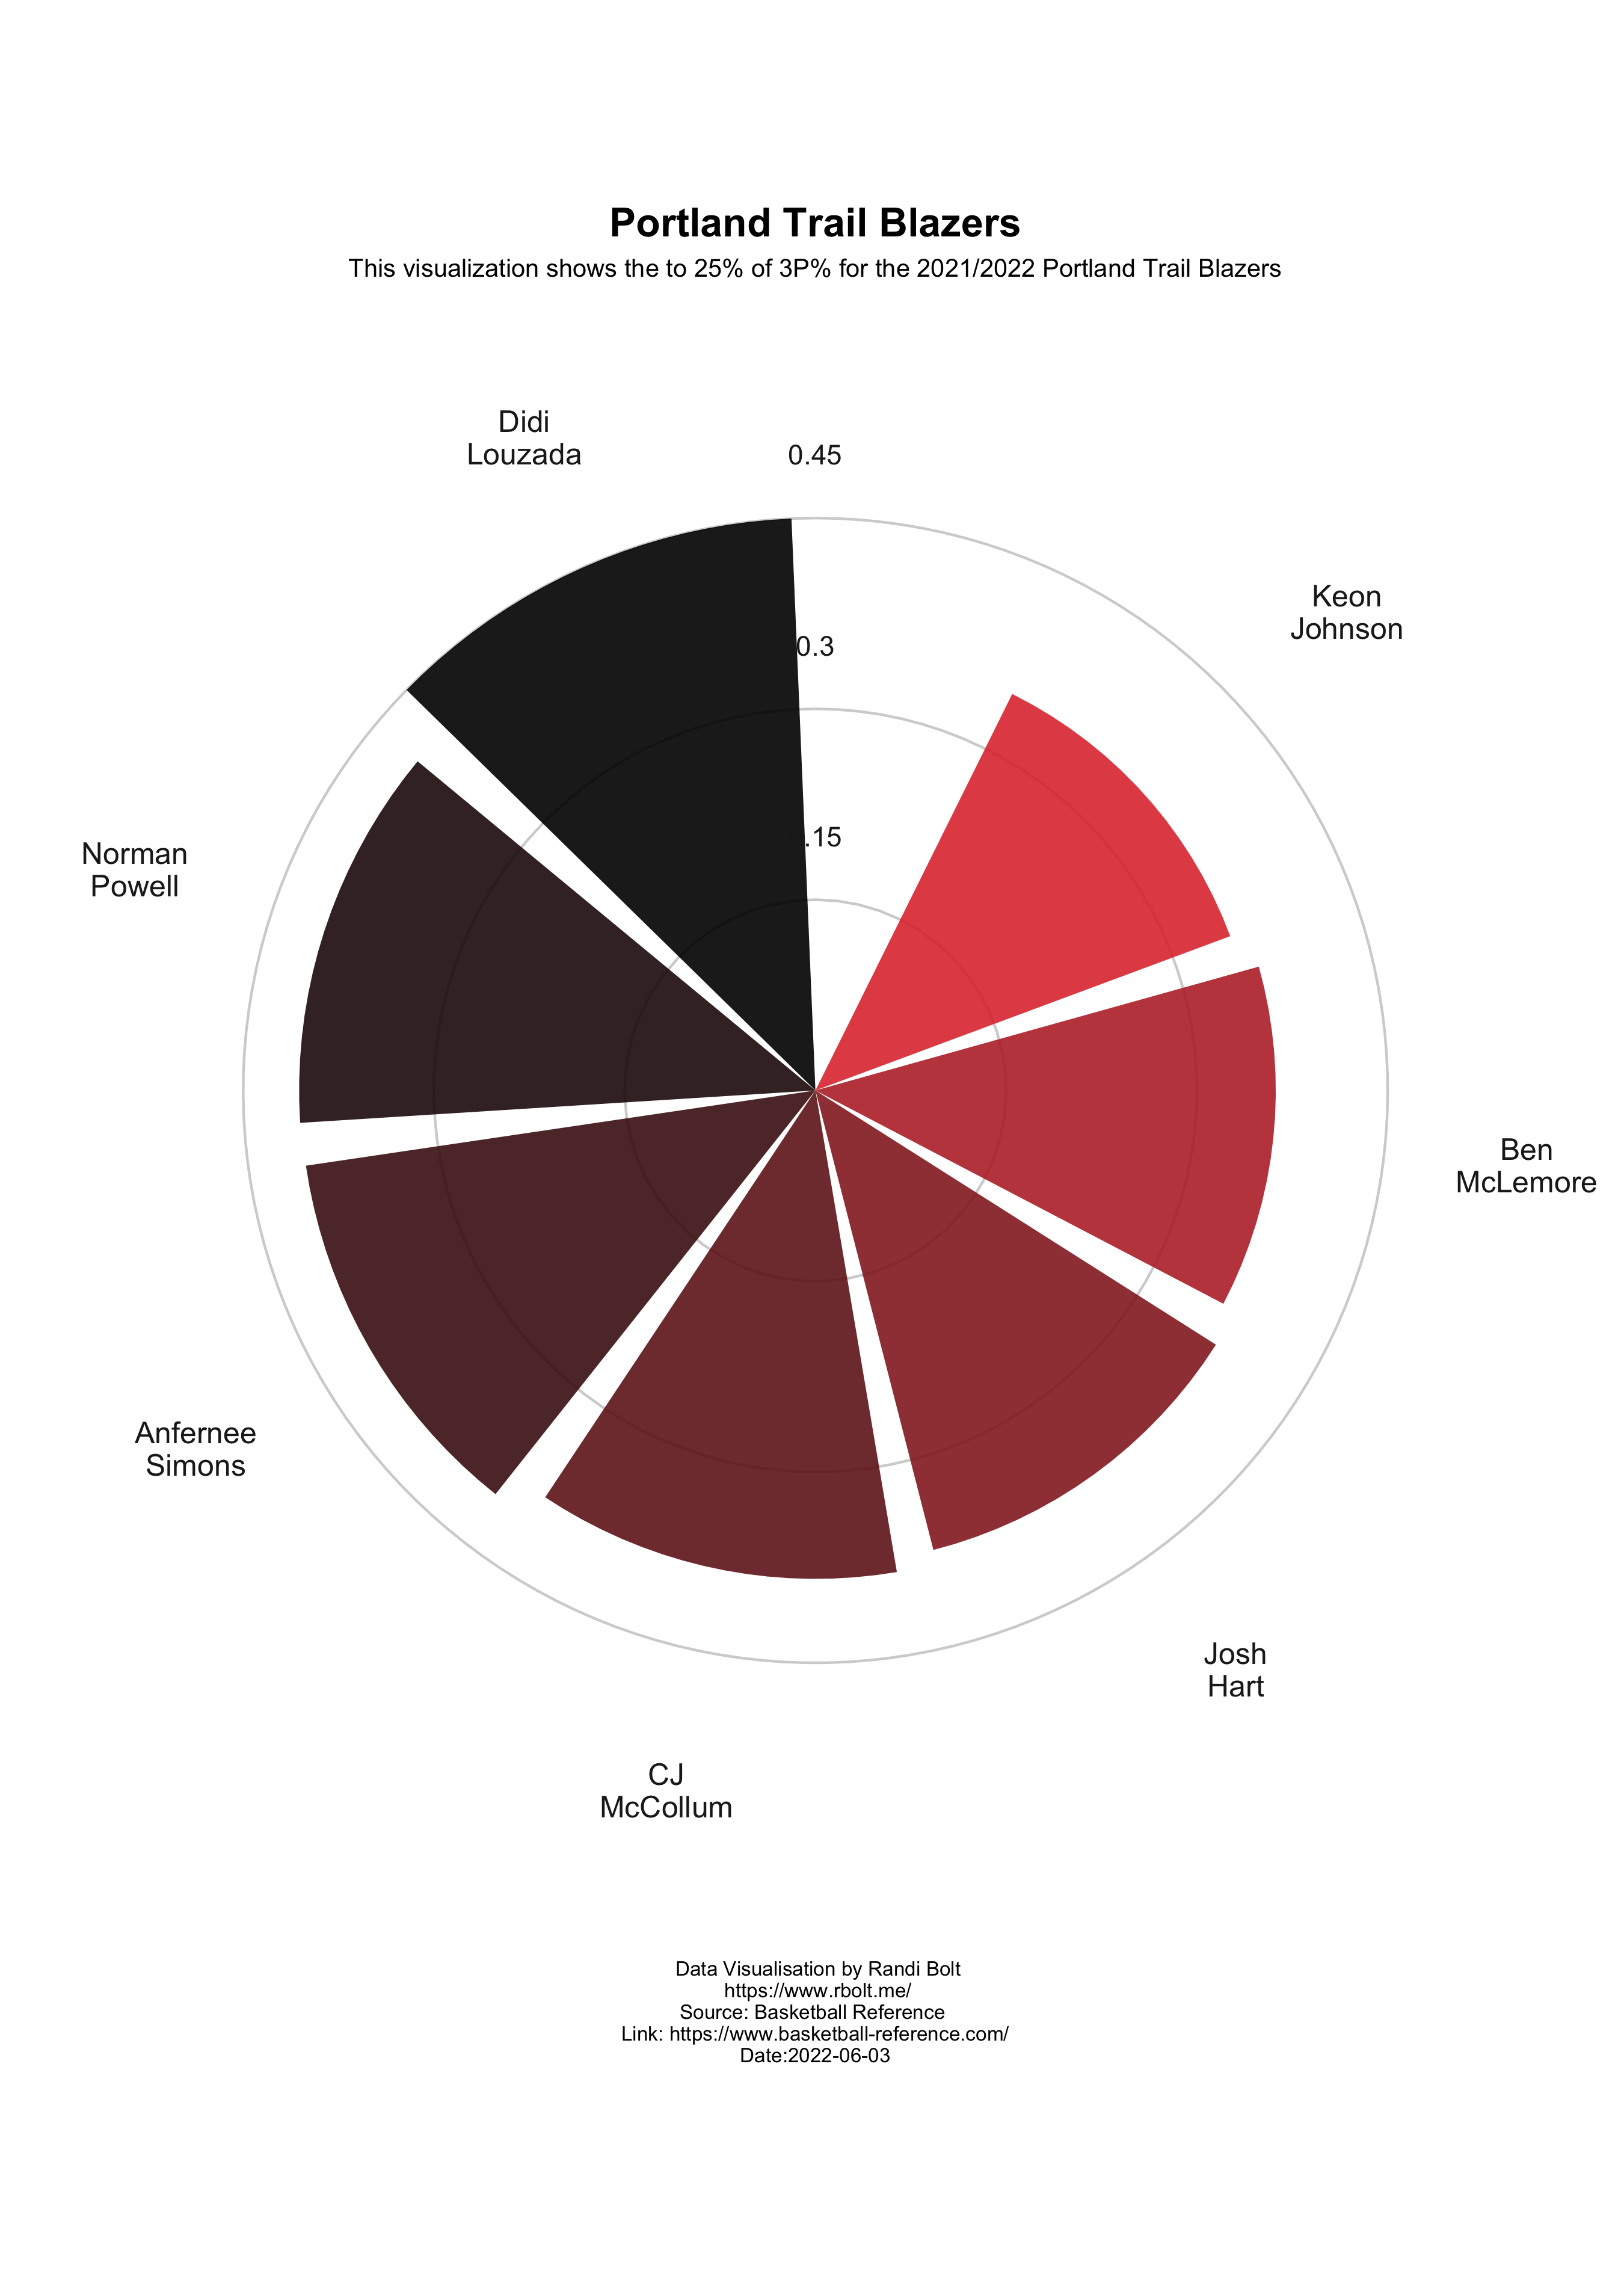 Portland Trail Blazers
This visualization shows the to 25% of 3P% for the 2021/2022 Portland Trail Blazers
Didi
Louzada
0.45
Keon
Johnson
0.3
.15
Norman
Powell
Ben
McLemore
Anfernee
Simons
Josh
Hart
CJ
McCollum
Data Visualisation by Randi Bolt
https://www.rbolt.me/
Source: Basketball Reference
Link: https://www.basketball-reference.com/
Date:2022-06-03